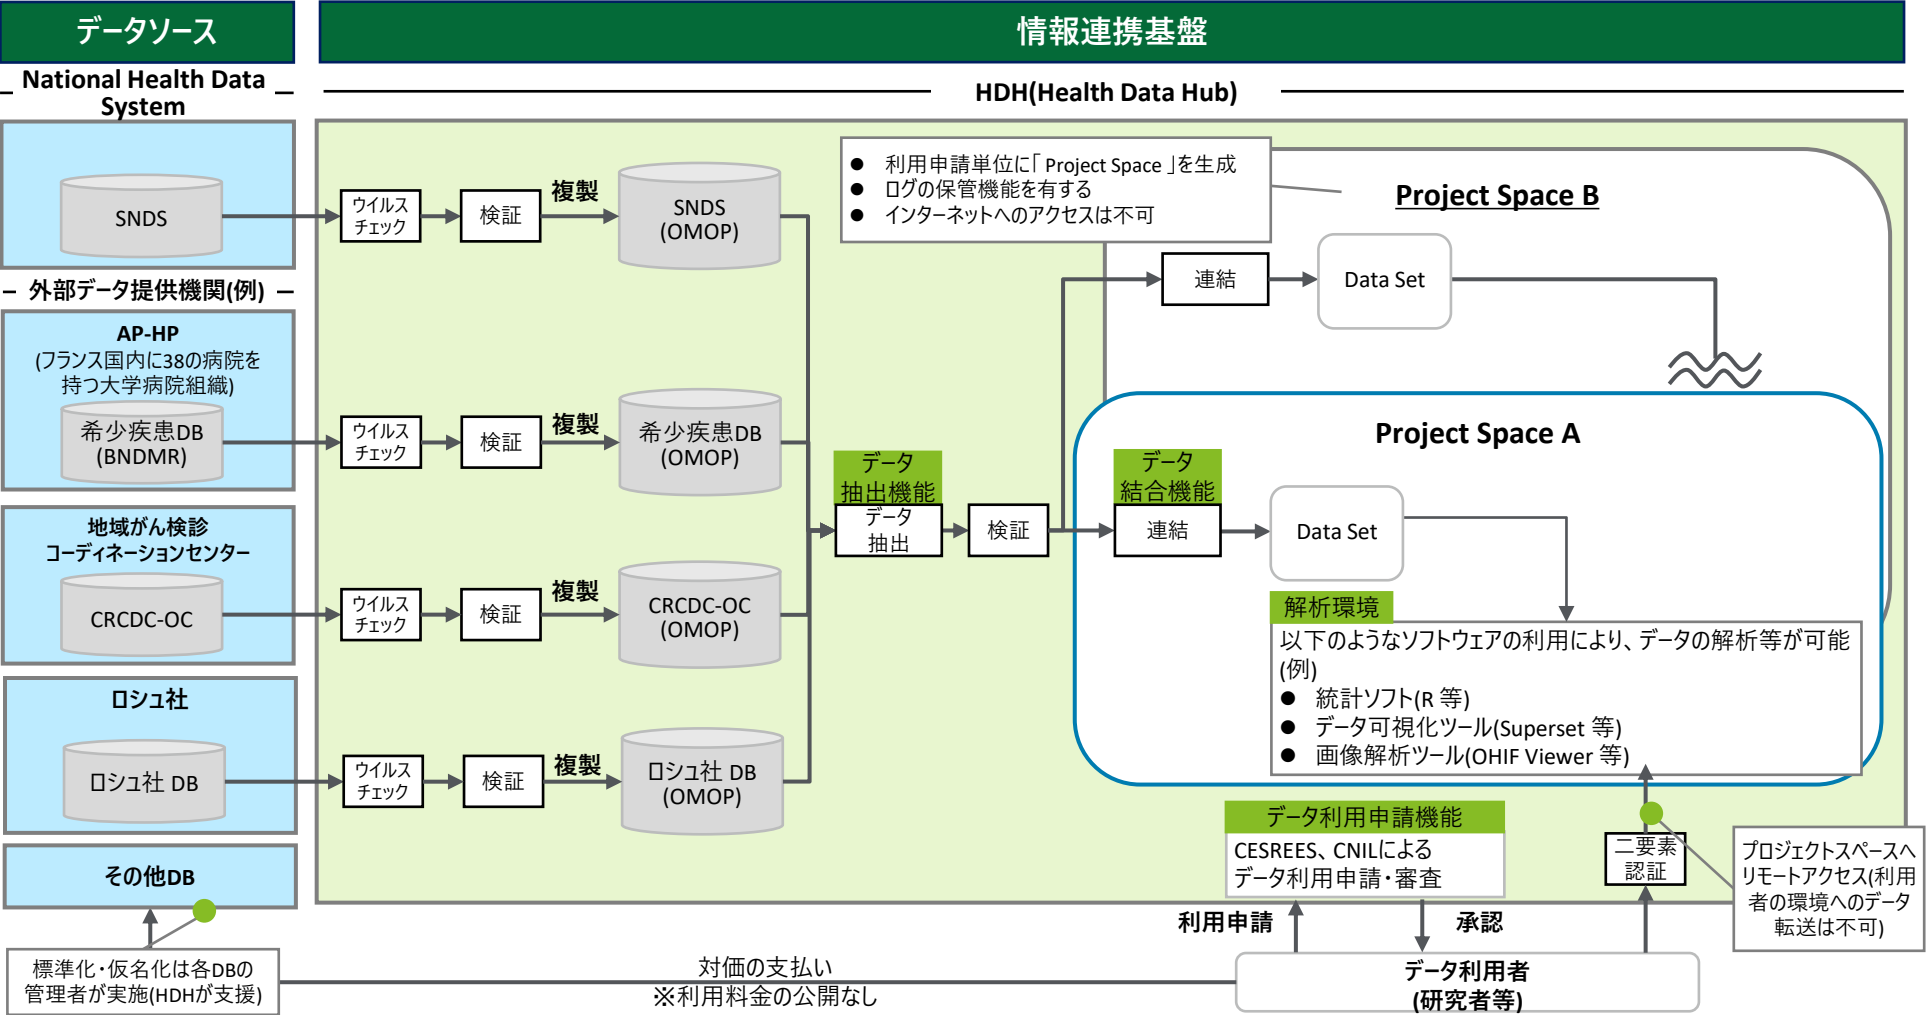 データソース
情報連携基盤
National Health Data
System
HDH(Health Data Hub)
SNDS
ウイルス
チェック
検証
複製
SNDS
(OMOP)
● 利用申請単位に「 Project Space 」を生成
● ログの保管機能を有する
● インターネットへのアクセスは不可
Project Space B
連結
Data Set
外部データ提供機関(例)
AP-HP
(フランス国内に38の病院を
持つ大学病院組織)
希少疾患DB
(BNDMR)
ウイルス
チェック
検証
複製
希少疾患DB
(OMOP)
地域がん検診
コーディネーションセンター
CRCDC-OC
ウイルス
チェック
検証
複製
CRCDC-OC
(OMOP)
ロシュ社
ロシュ社 DB
ウイルス
チェック
検証
複製
ロシュ社 DB
(OMOP)
データ
抽出機能
データ
抽出
検証
Project Space A
データ
結合機能
連結
Data Set
解析環境
以下のようなソフトウェアの利用により、データの解析等が可能
(例)
● 統計ソフト(R 等)
● データ可視化ツール(Superset 等)
● 画像解析ツール(OHIF Viewer 等)
その他DB
データ利用申請機能
CESREES、CNILによる
データ利用申請・審査
二要素
認証
プロジェクトスペースへ
リモートアクセス(利用
者の環境へのデータ
転送は不可)
利用申請
承認
標準化・仮名化は各DBの
管理者が実施(HDHが支援)
対価の支払い
※利用料金の公開なし
データ利用者
(研究者等)